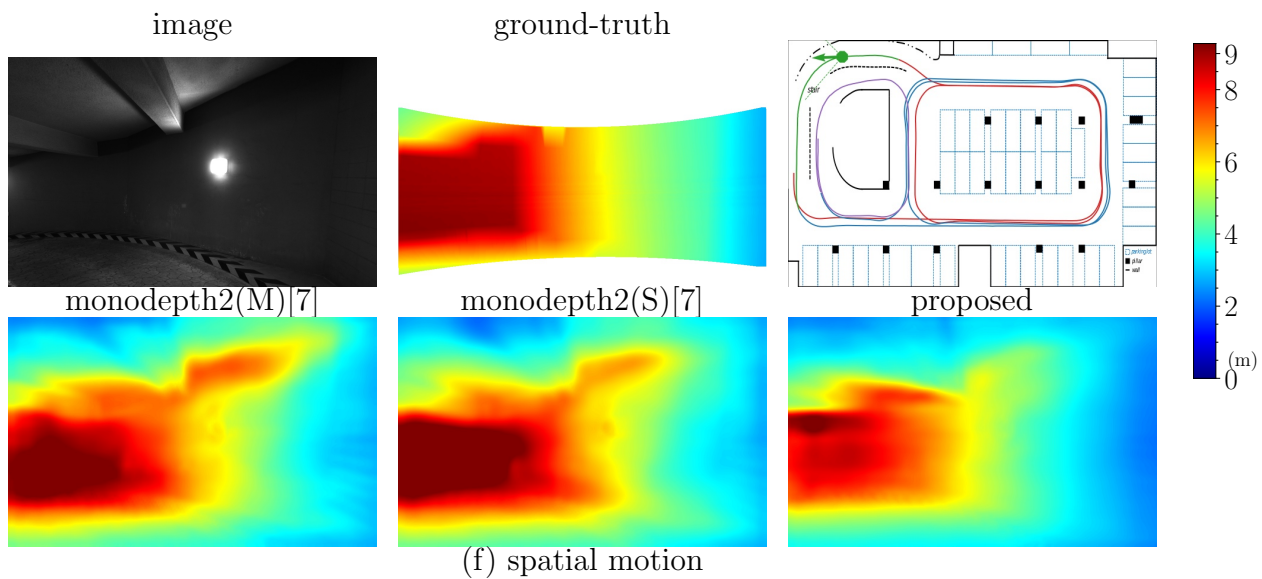 image
ground-truth
stair
parkinglot
pillar
wall
9
8
6
4
2
0
(m)
monodepth2(M)[7]
monodepth2(S)[7]
proposed
(f) spatial motion